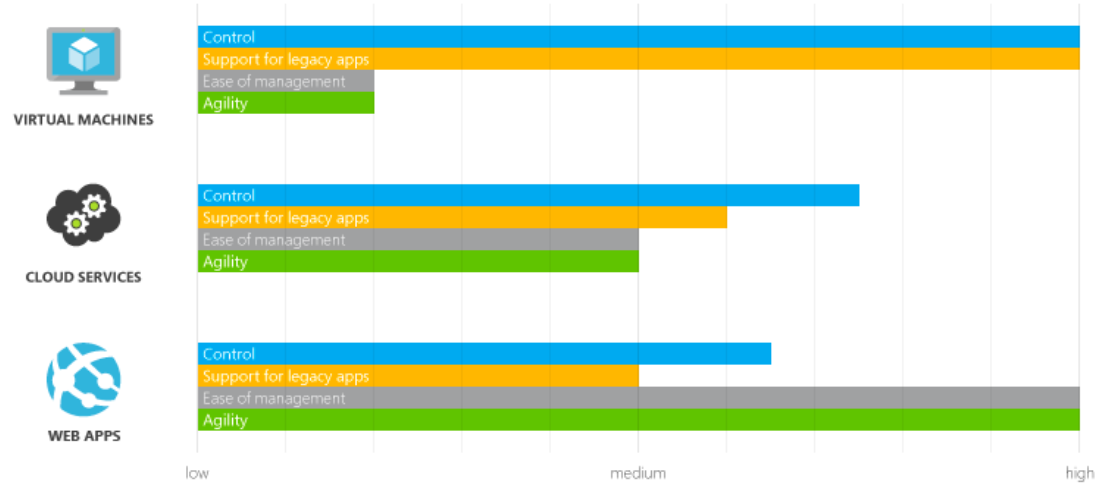 Control
Support for legacy apps
Ease of management
Agility
VIRTUAL MACHINES
Control
Support for legacy apps
Ease of management
Agility
CLOUD SERVICES
Control
Support for legacy apps
Ease of management
Agility
WEB APPS
low medium high